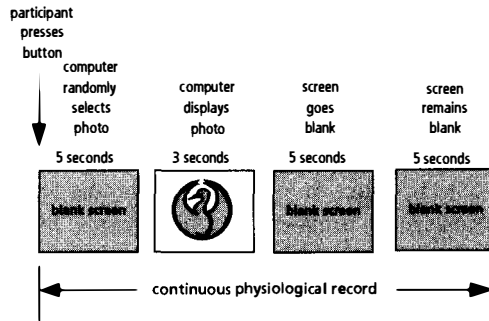 participant
presses
button
computer
randomly
selects
photo
computer
displays
photo
screen
goes
blank
screen
remains
blank
5 seconds
3 seconds
5 seconds
5 seconds
blank screen
blank screen
blank screen
continuous physiological record